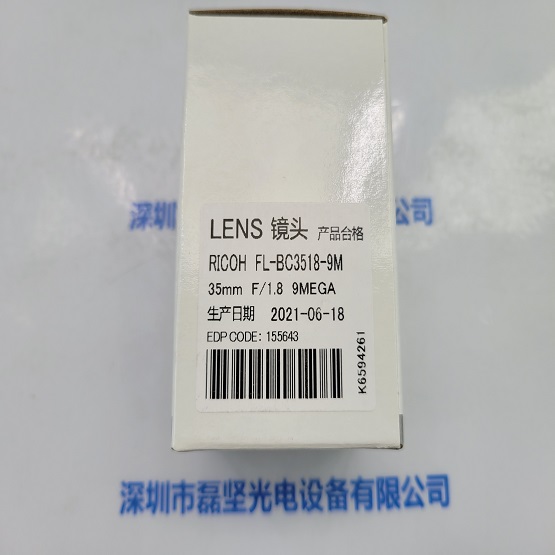 深圳市磊坚光电设备有限公司
LENS 镜头 产品台格
RICOH FL-BC3518-9M
35mm F/1.8 9MEGA
生产日期 2021-06-18
EDP CODE: 155643
K6594261
深圳市磊坚光电设备有限公司